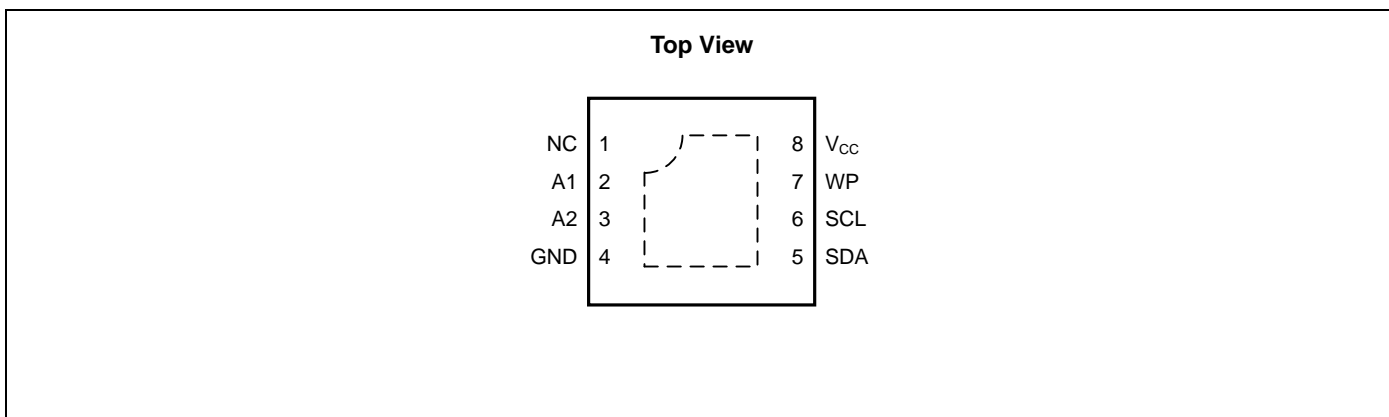 Top View
NC 1 8 VCC
A1 2 7 WP
A2 3 6 SCL
GND 4 5 SDA